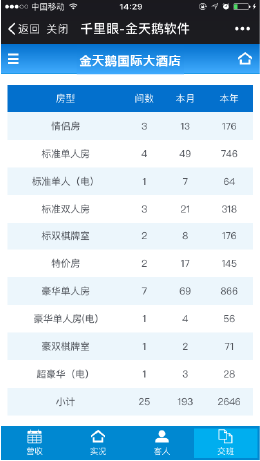 中国移动 14:29
返回 关闭 千里眼-金天鹅软件
金天鹅国际大酒店
房型 间数 本月 本年
情侣房 3 13 176
标准单人房 4 49 746
标准单人（电） 1 7 64
标准双人房 3 21 318
标双棋牌室 2 8 176
特价房 2 17 145
豪华单人房 7 69 866
豪华单人房(电) 1 4 56
豪双棋牌室 1 2 71
超豪华（电） 1 3 28
小计 25 193 2646
营收 实况 客人 交班